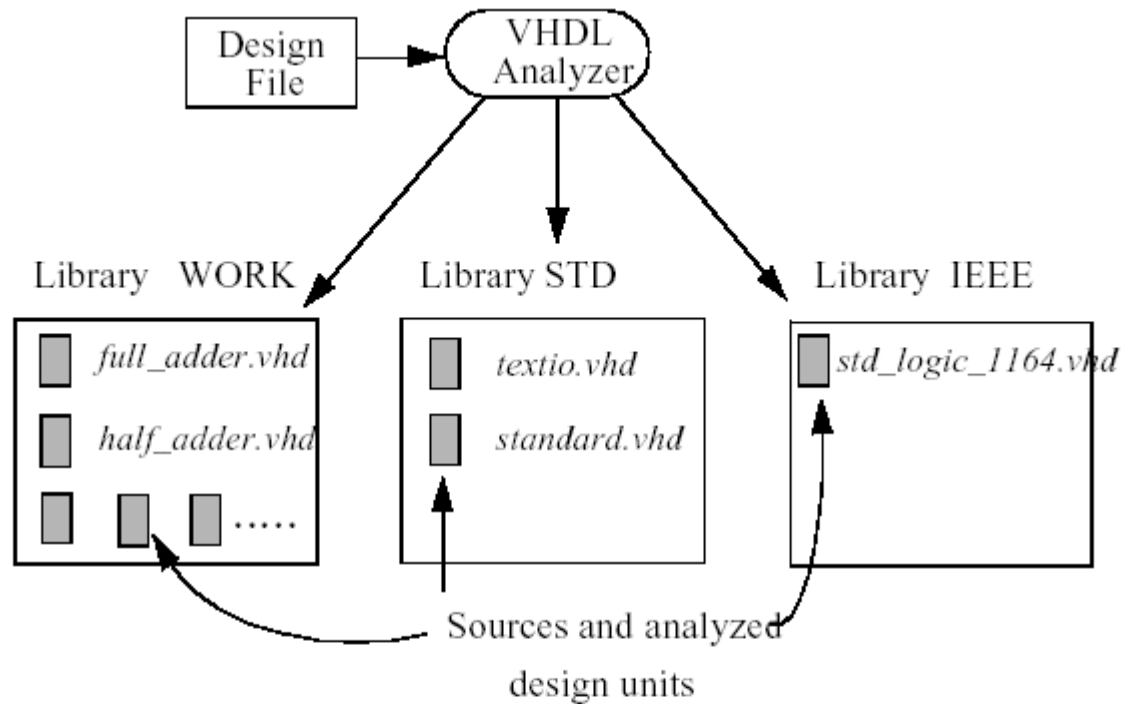 Design
File
VHDL
Analyzer
Library WORK
full_adder.vhd
half_adder.vhd
.....
Library STD
textio.vhd
standard.vhd
Library IEEE
std_logic_1164.vhd
Sources and analyzed
design units